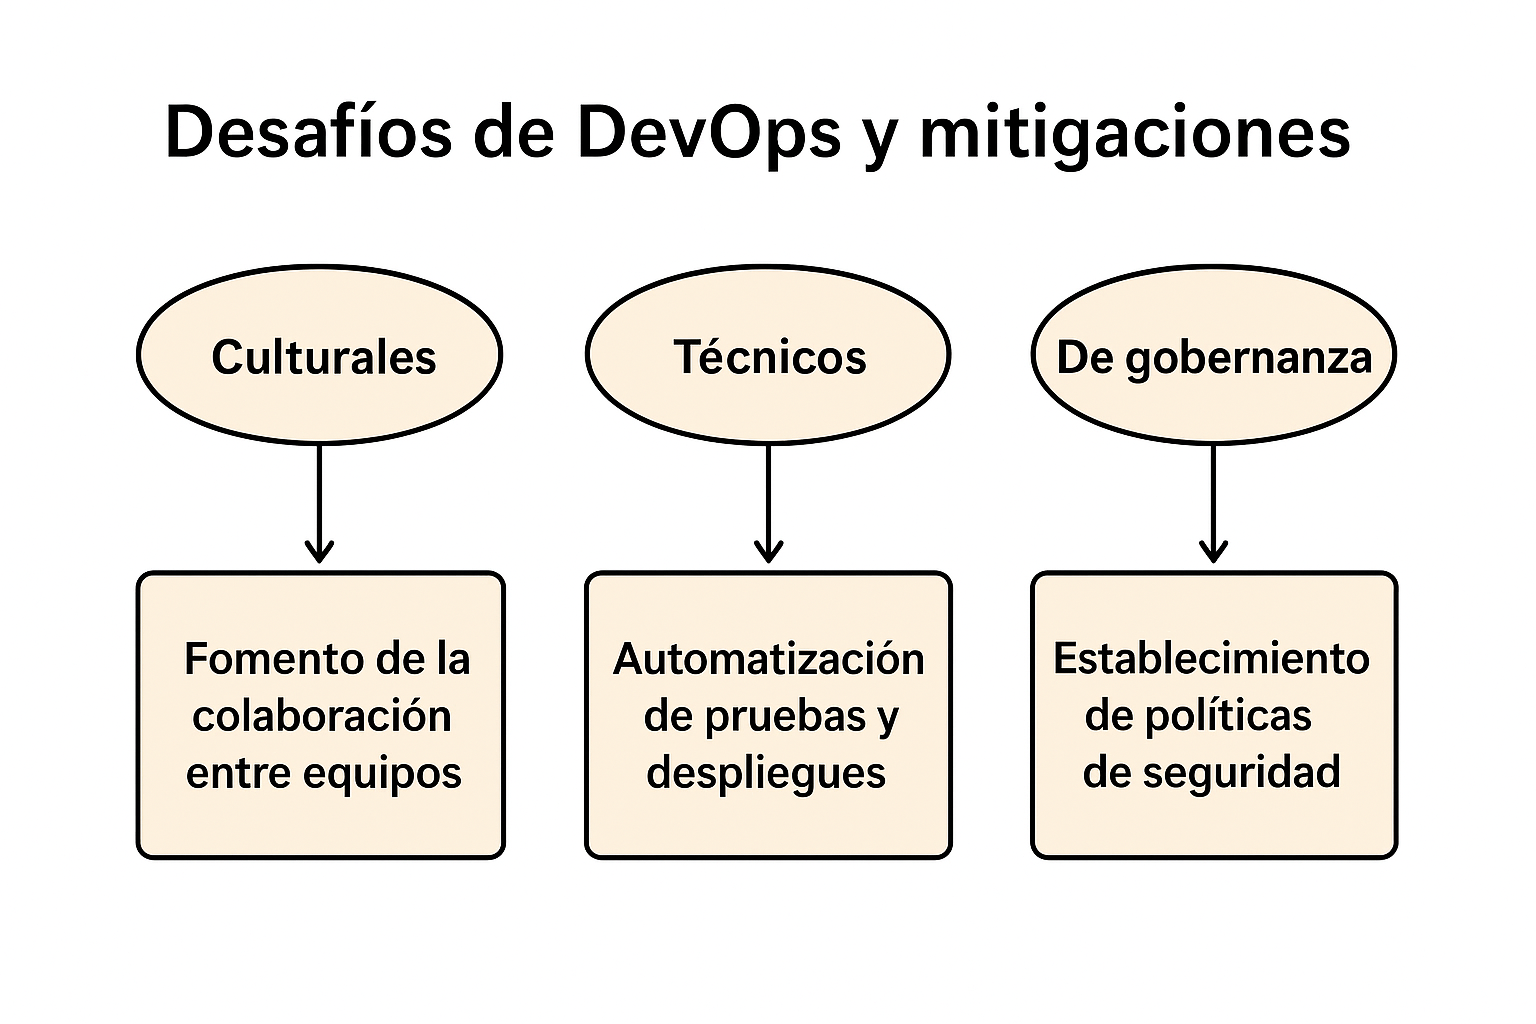 Desafíos de DevOps y mitigaciones
Culturales
Técnicos
De gobernanza
Fomento de la
colaboración
entre equipos
Automatización
de pruebas y
despliegues
Establecimiento
de políticas
de seguridad